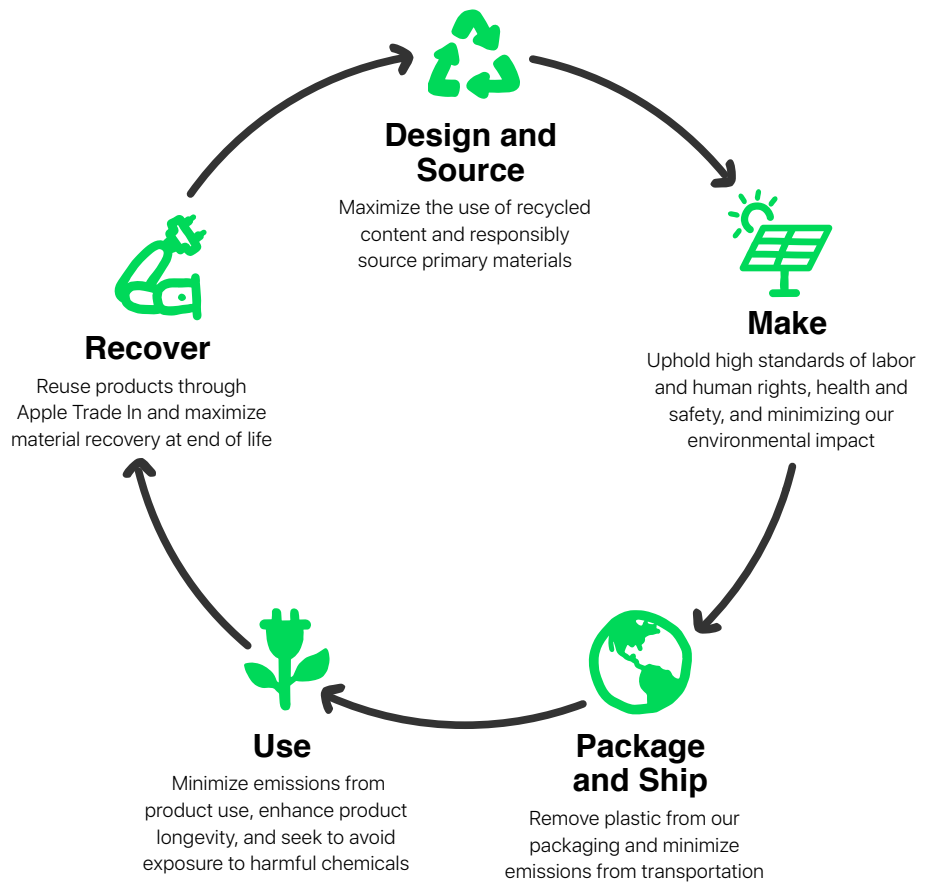 Design and
Source
Maximize the use of recycled
content and responsibly
source primary materials
Make
Uphold high standards of labor
and human rights, health and
safety, and minimizing our
environmental impact
Package
and Ship
Remove plastic from our
packaging and minimize
emissions from transportation
Use
Minimize emissions from
product use, enhance product
longevity, and seek to avoid
exposure to harmful chemicals
Recover
Reuse products through
Apple Trade In and maximize
material recovery at end of life